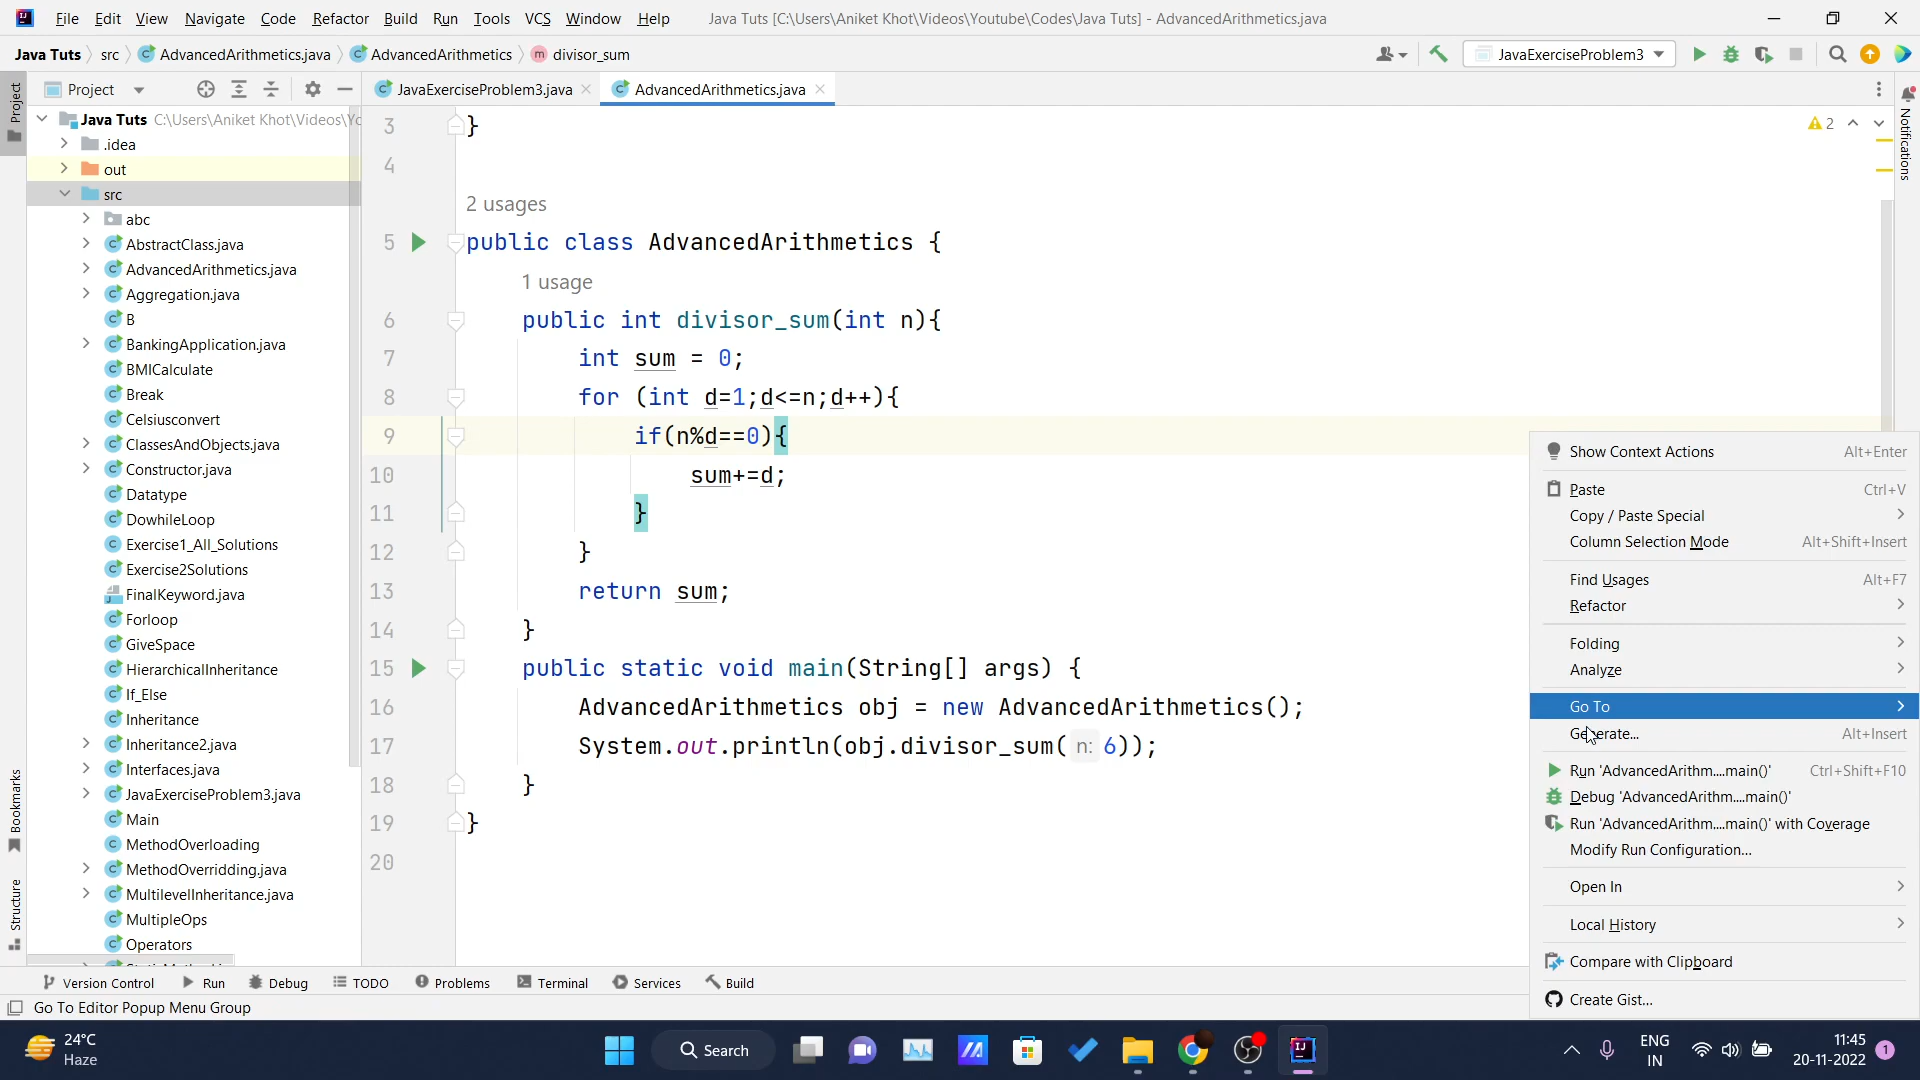 File Edit View Navigate Code Refactor Build Run Tools VCS Window Help Java Tuts [C:\Users\Aniket Khot\Videos\Youtube\Codes\Java Tuts] - AdvancedArithmetics.java
Java Tuts src AdvancedArithmetics.java AdvancedArithmetics m divisor_sum JavaExerciseProblem3
Project
Project
JavaExerciseProblem3.java AdvancedArithmetics.java
Notifications
Java Tuts C:\Users\Aniket Khot\Videos\Yo
.idea
out
src
abc
AbstractClass.java
AdvancedArithmetics.java
Aggregation.java
B
BankingApplication.java
BMICalculate
Break
Celsiusconvert
ClassesAndObjects.java
Constructor.java
Datatype
DowhileLoop
Exercise1_All_Solutions
Exercise2Solutions
FinalKeyword.java
Forloop
GiveSpace
HierarchicalInheritance
If_Else
Inheritance
Inheritance2.java
Interfaces.java
JavaExerciseProblem3.java
Main
MethodOverloading
MethodOverridding.java
MultilevelInheritance.java
MultipleOps
Operators
Bookmarks
Structure
2
3 }
4
2 usages
5 public class AdvancedArithmetics {
1 usage
6 public int divisor_sum(int n){
7 int sum = 0;
8 for (int d=1;d<=n;d++){
9 if(n%d==0){
10 sum+=d;
11 }
12 }
13 return sum;
14 }
15 public static void main(String[] args) {
16 AdvancedArithmetics obj = new AdvancedArithmetics();
17 System.out.println(obj.divisor_sum( n: 6));
18 }
19 }
20
Show Context Actions Alt+Enter
Paste Ctrl+V
Copy / Paste Special
Column Selection Mode Alt+Shift+Insert
Find Usages Alt+F7
Refactor
Folding
Analyze
Go To
Generate... Alt+Insert
Run 'AdvancedArithm....main()' Ctrl+Shift+F10
Debug 'AdvancedArithm....main()'
Run 'AdvancedArithm....main()' with Coverage
Modify Run Configuration...
Open In
Local History
Compare with Clipboard
Create Gist...
Version Control Run Debug TODO Problems Terminal Services Build
Go To Editor Popup Menu Group
24°C
Haze
Search
ENG
IN
11:45
20-11-2022
1